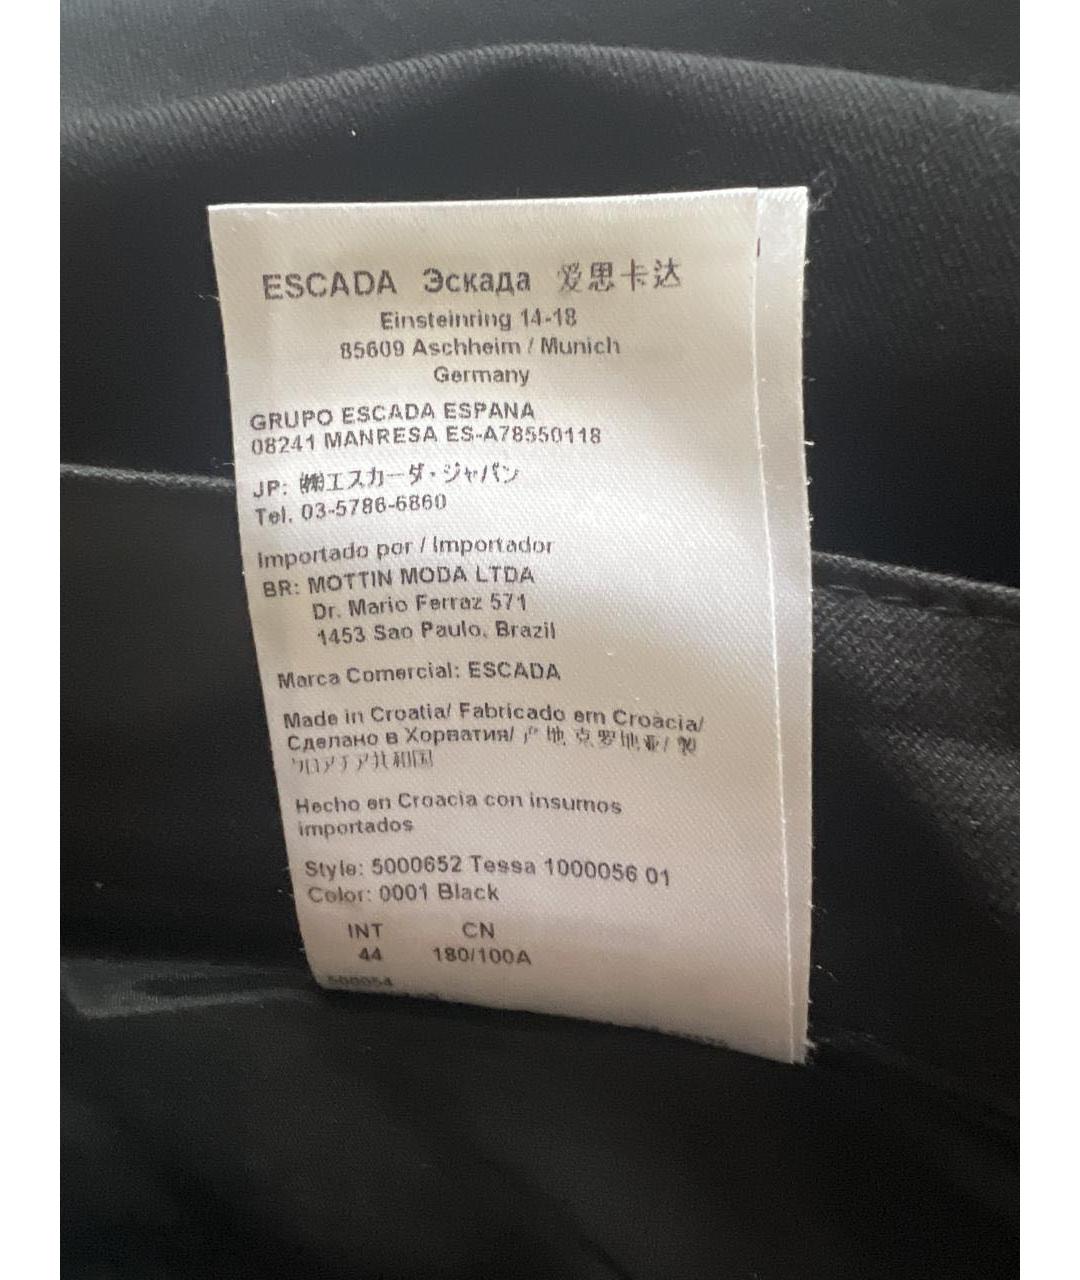 ESCADA Эскада 爱思卡达
Einsteinring 14-18
85609 Aschheim / Munich
Germany
GRUPO ESCADA ESPANA
08241 MANRESA ES-A78550118
JP: ㈱エスカーダ・ジャパン
Tel. 03-5786-6860
Importado por / Importador
BR: MOTTIN MODA LTDA
Dr. Mario Ferraz 571
1453 Sao Paulo, Brazil
Marca Comercial: ESCADA
Made in Croatia/ Fabricado em Croácia/
Сделано в Хорватия/ 产地 克罗地亚/ 製
クロアチア共和国
Hecho en Croacia con insumos
importados
Style: 5000652 Tessa 1000056 01
Color: 0001 Black
INT CN
44 180/100A
500054